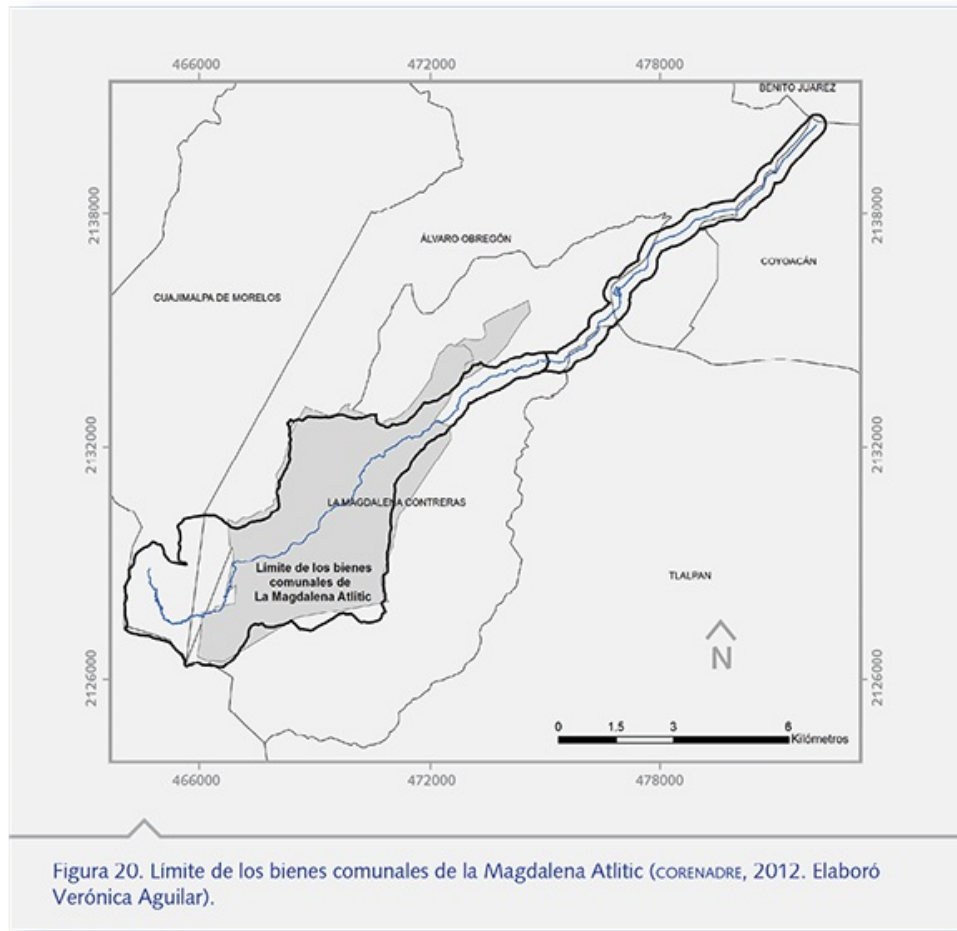 466000 472000 478000
BENITO JUÁREZ
2138000 2138000
ÁLVARO OBREGÓN
COYOACÁN
CUAJIMALPA DE MORELOS
2132000 2132000
LA MAGDALENA CONTRERAS
Límite de los bienes
comunales de
La Magdalena Atlitic
TLALPAN
N
2126000 2126000
0 1.5 3 6
Kilómetros
466000 472000 478000
Figura 20. Límite de los bienes comunales de la Magdalena Atlitic (CORENADRE, 2012. Elaboró
Verónica Aguilar).